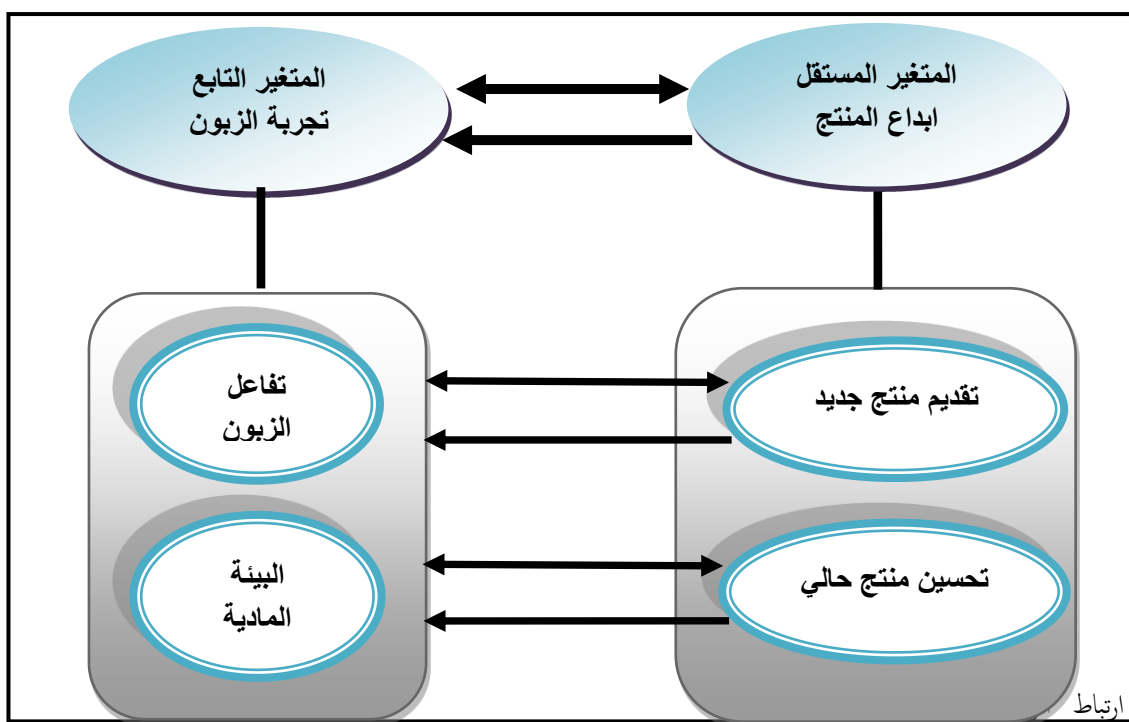 المتغير المستقل
ابداع المنتج
المتغير التابع
تجربة الزبون
تقديم منتج جديد
تفاعل
الزبون
تحسين منتج حالي
البيئة
المادية
ارتباط